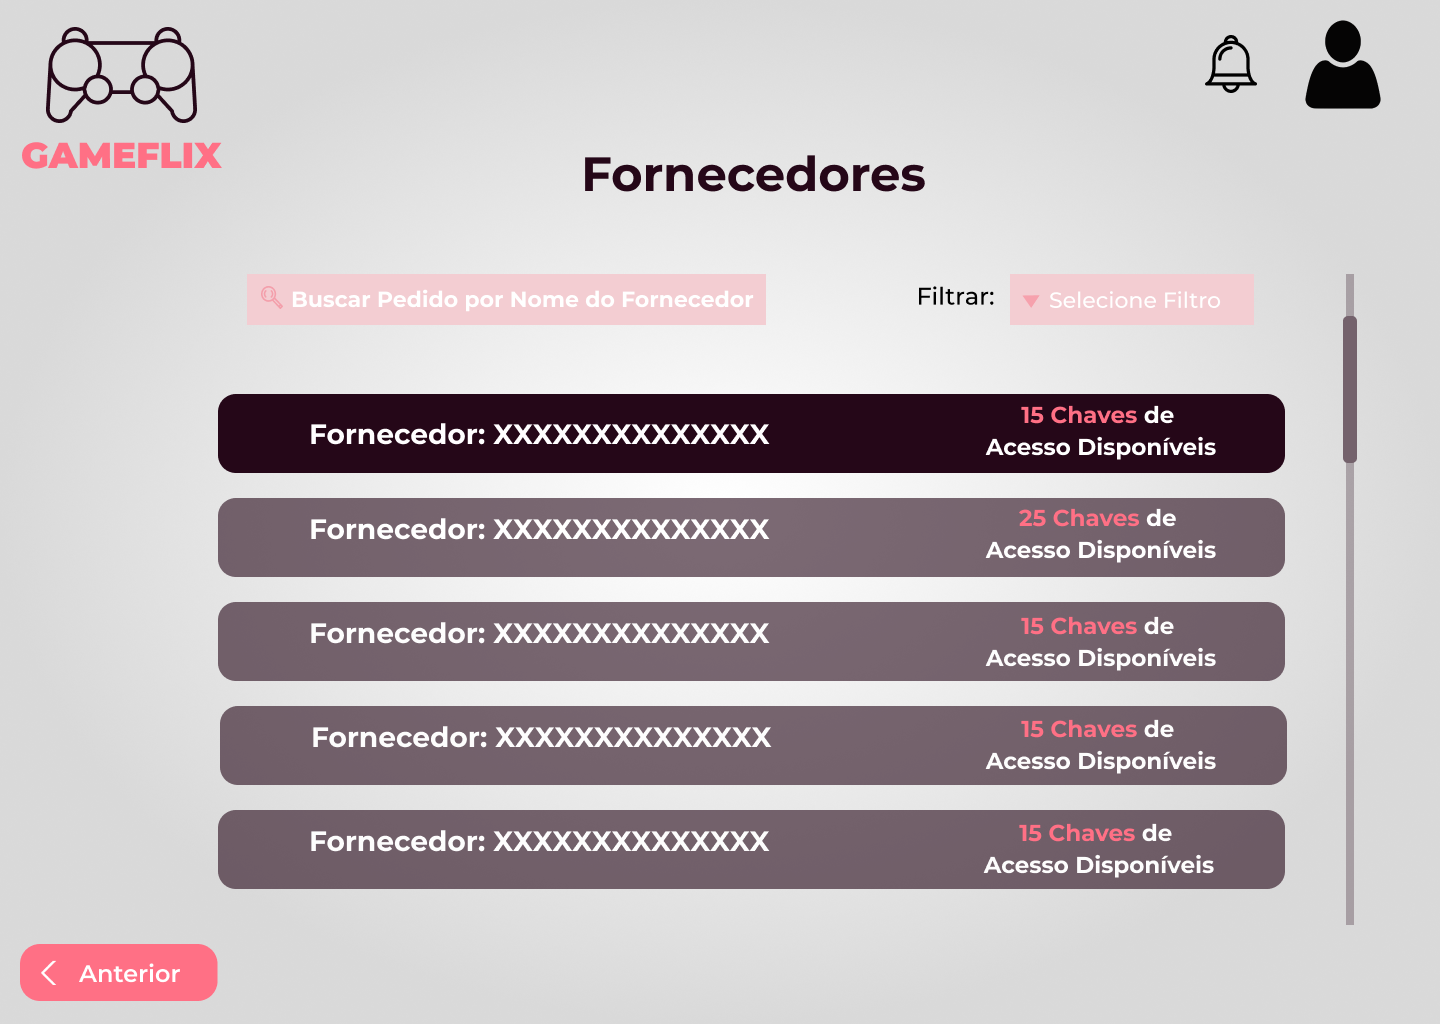 GAMEFLIX
Fornecedores
Buscar Pedido por Nome do Fornecedor
Filtrar:
Selecione Filtro
Fornecedor: XXXXXXXXXXXXXX
15 Chaves de
Acesso Disponíveis
Fornecedor: XXXXXXXXXXXXXX
25 Chaves de
Acesso Disponíveis
Fornecedor: XXXXXXXXXXXXXX
15 Chaves de
Acesso Disponíveis
Fornecedor: XXXXXXXXXXXXXX
15 Chaves de
Acesso Disponíveis
Fornecedor: XXXXXXXXXXXXXX
15 Chaves de
Acesso Disponíveis
Anterior